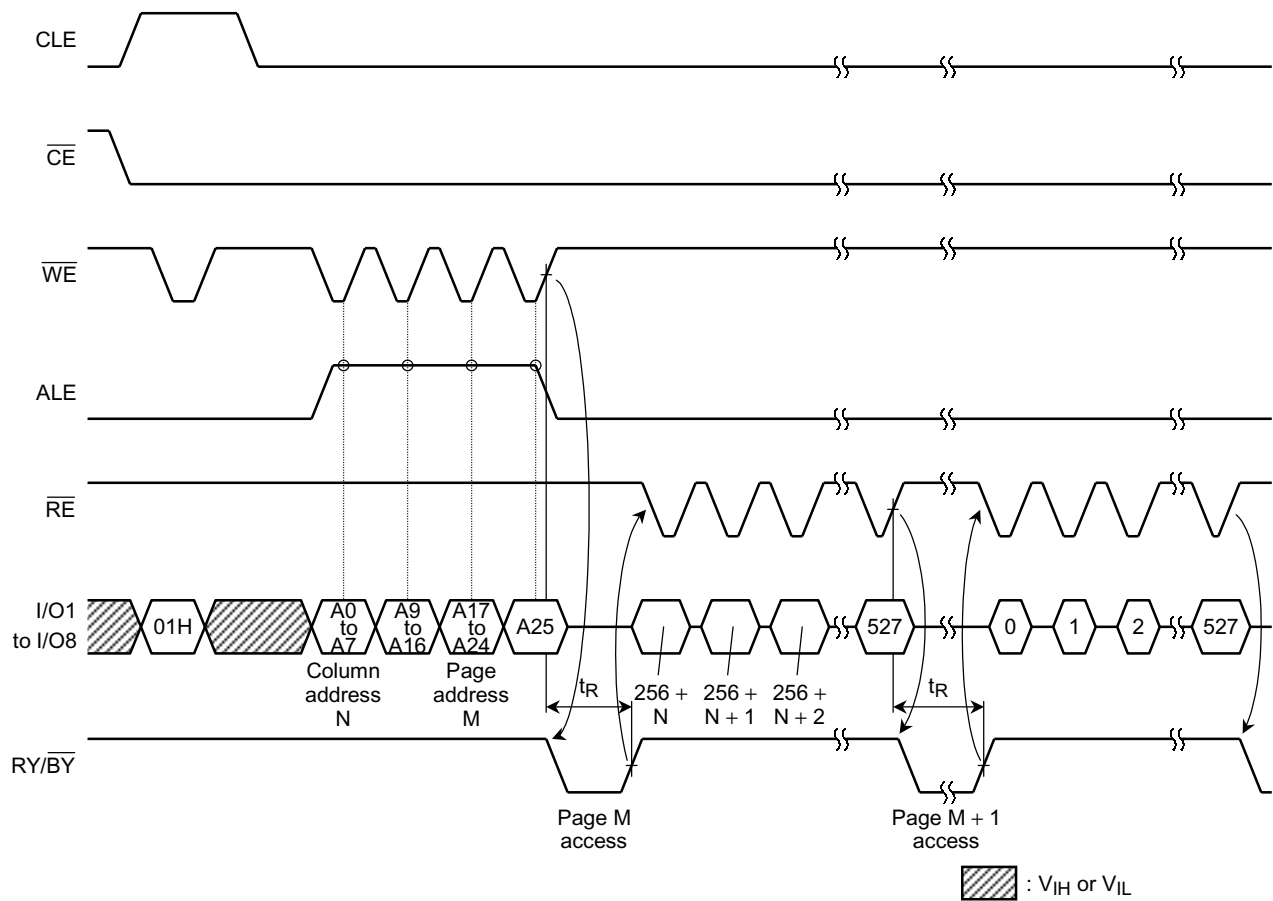 CLE
CE
WE
ALE
RE
I/O1
to I/O8
01H
A0
to
A7
A9
to
A16
A17
to
A24
A25
527
0
1
2
527
Column
address
N
Page
address
M
tR
256 +
N
256 +
N + 1
256 +
N + 2
tR
RY/BY
Page M
access
Page M + 1
access
: VIH or VIL